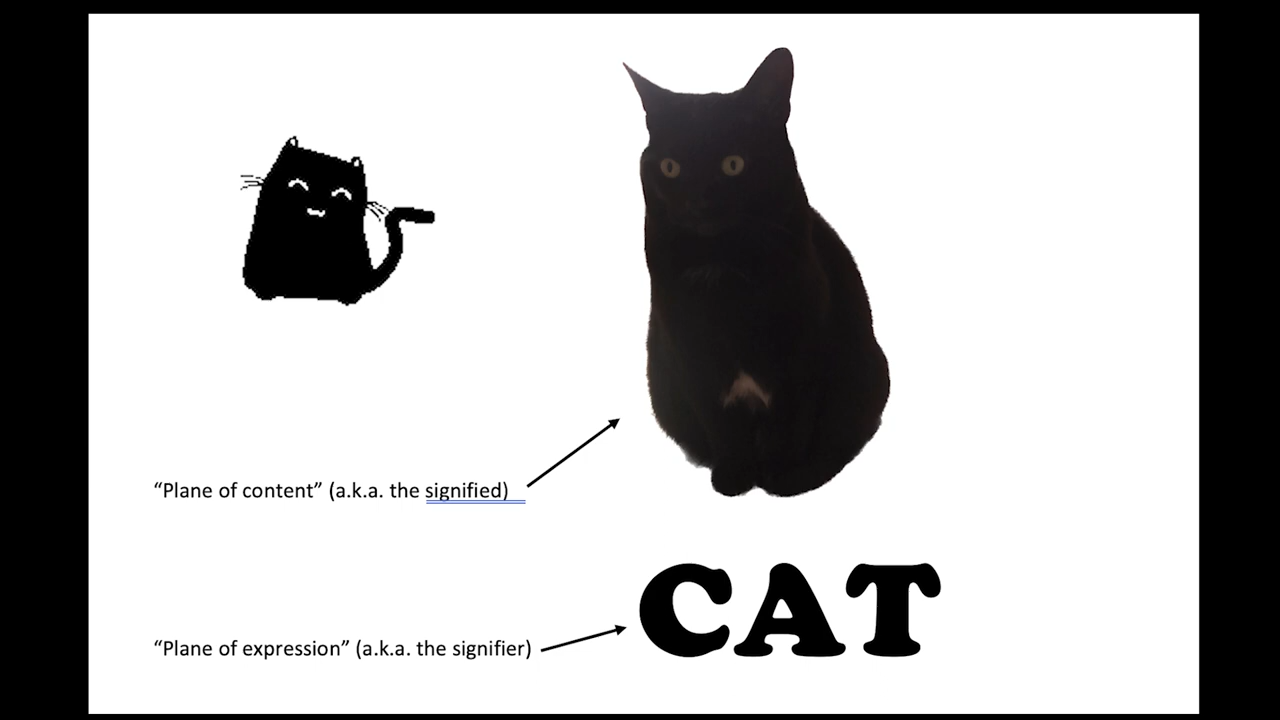 “Plane of content” (a.k.a. the signified)
“Plane of expression” (a.k.a. the signifier)
CAT